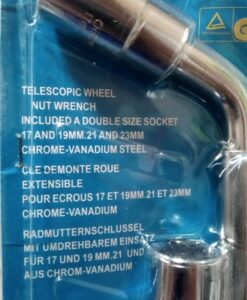 TELESCOPIC WHEEL
NUT WRENCH
INCLUDED A DOUBLE SIZE SOCKET
17 AND 19MM.21 AND 23MM
CHROME-VANADIUM STEEL
CLE DEMONTE ROUE
EXTENSIBLE
POUR ECROUS 17 ET 19MM.21 ET 23MM
CHROME-VANADIUM
RADMUTTERNSCHLUSSEL
MIT UMDREHBAREM EINSATZ
FUR 17 UND 19 MM.21 UND
AUS CHROM-VANADIUM